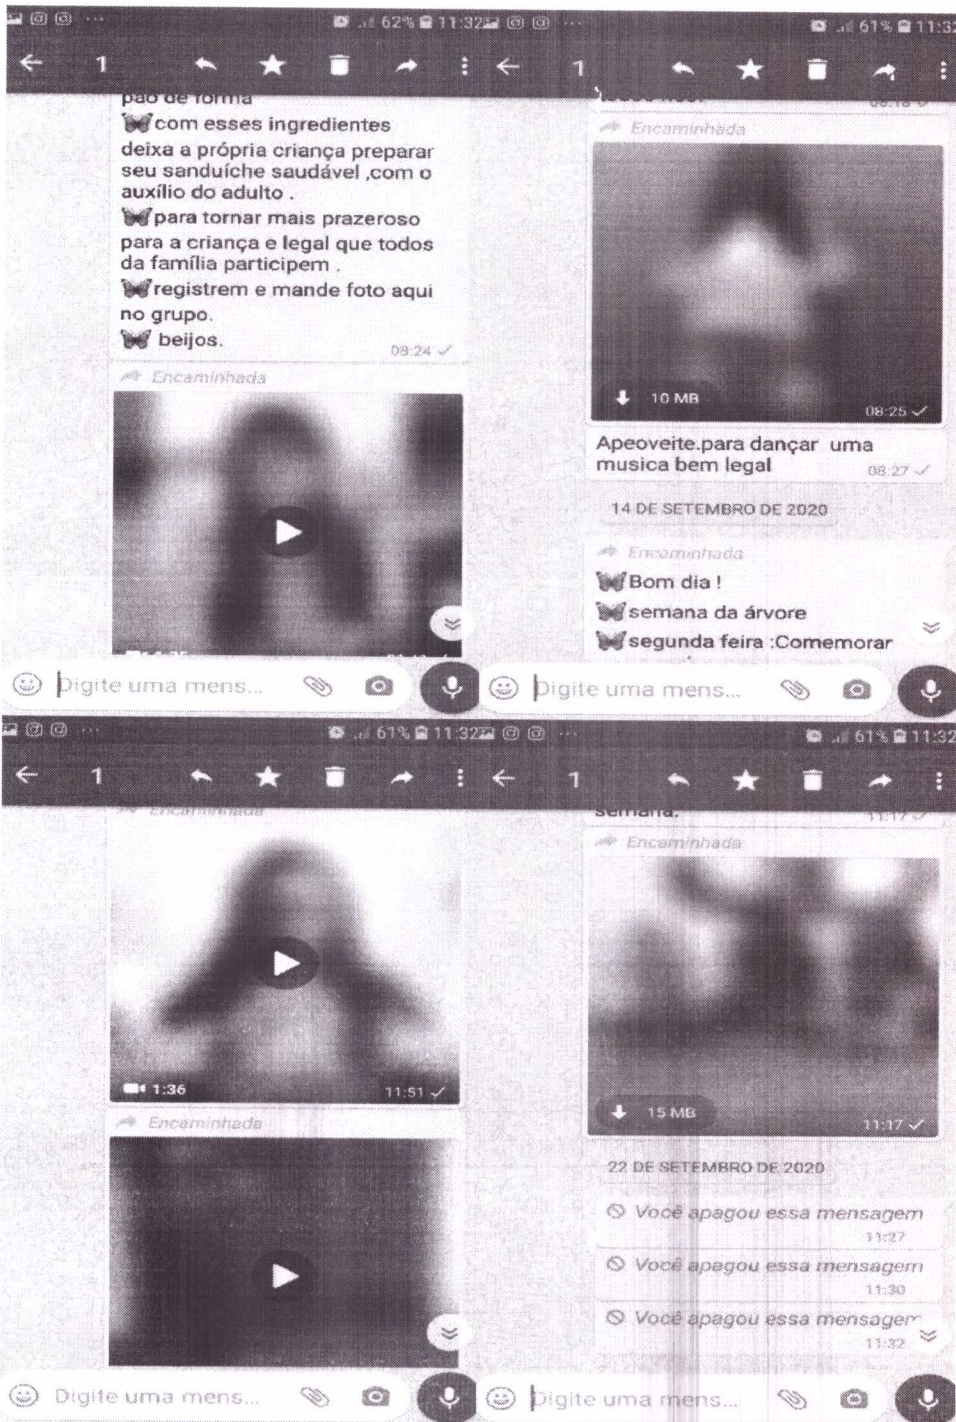 62% 11:32
1
pão de forma
com esses ingredientes
deixa a própria criança preparar
seu sanduíche saudável ,com o
auxílio do adulto .
para tornar mais prazeroso
para a criança e legal que todos
da família participem .
registrem e mande foto aqui
no grupo.
beijos.
08:24
Encaminhada
Digite uma mens...
61% 11:32
1
Encaminhada
10 MB
08:25
Apeoveite.para dançar uma
musica bem legal
08:27
14 DE SETEMBRO DE 2020
Encaminhada
Bom dia !
semana da árvore
segunda feira :Comemorar
Digite uma mens...
61% 11:32
1
Encaminhada
1:36
11:51
Encaminhada
Digite uma mens...
61% 11:32
1
semana.
11:17
Encaminhada
15 MB
11:17
22 DE SETEMBRO DE 2020
Você apagou essa mensagem
11:27
Você apagou essa mensagem
11:30
Você apagou essa mensagem
11:32
Digite uma mens...